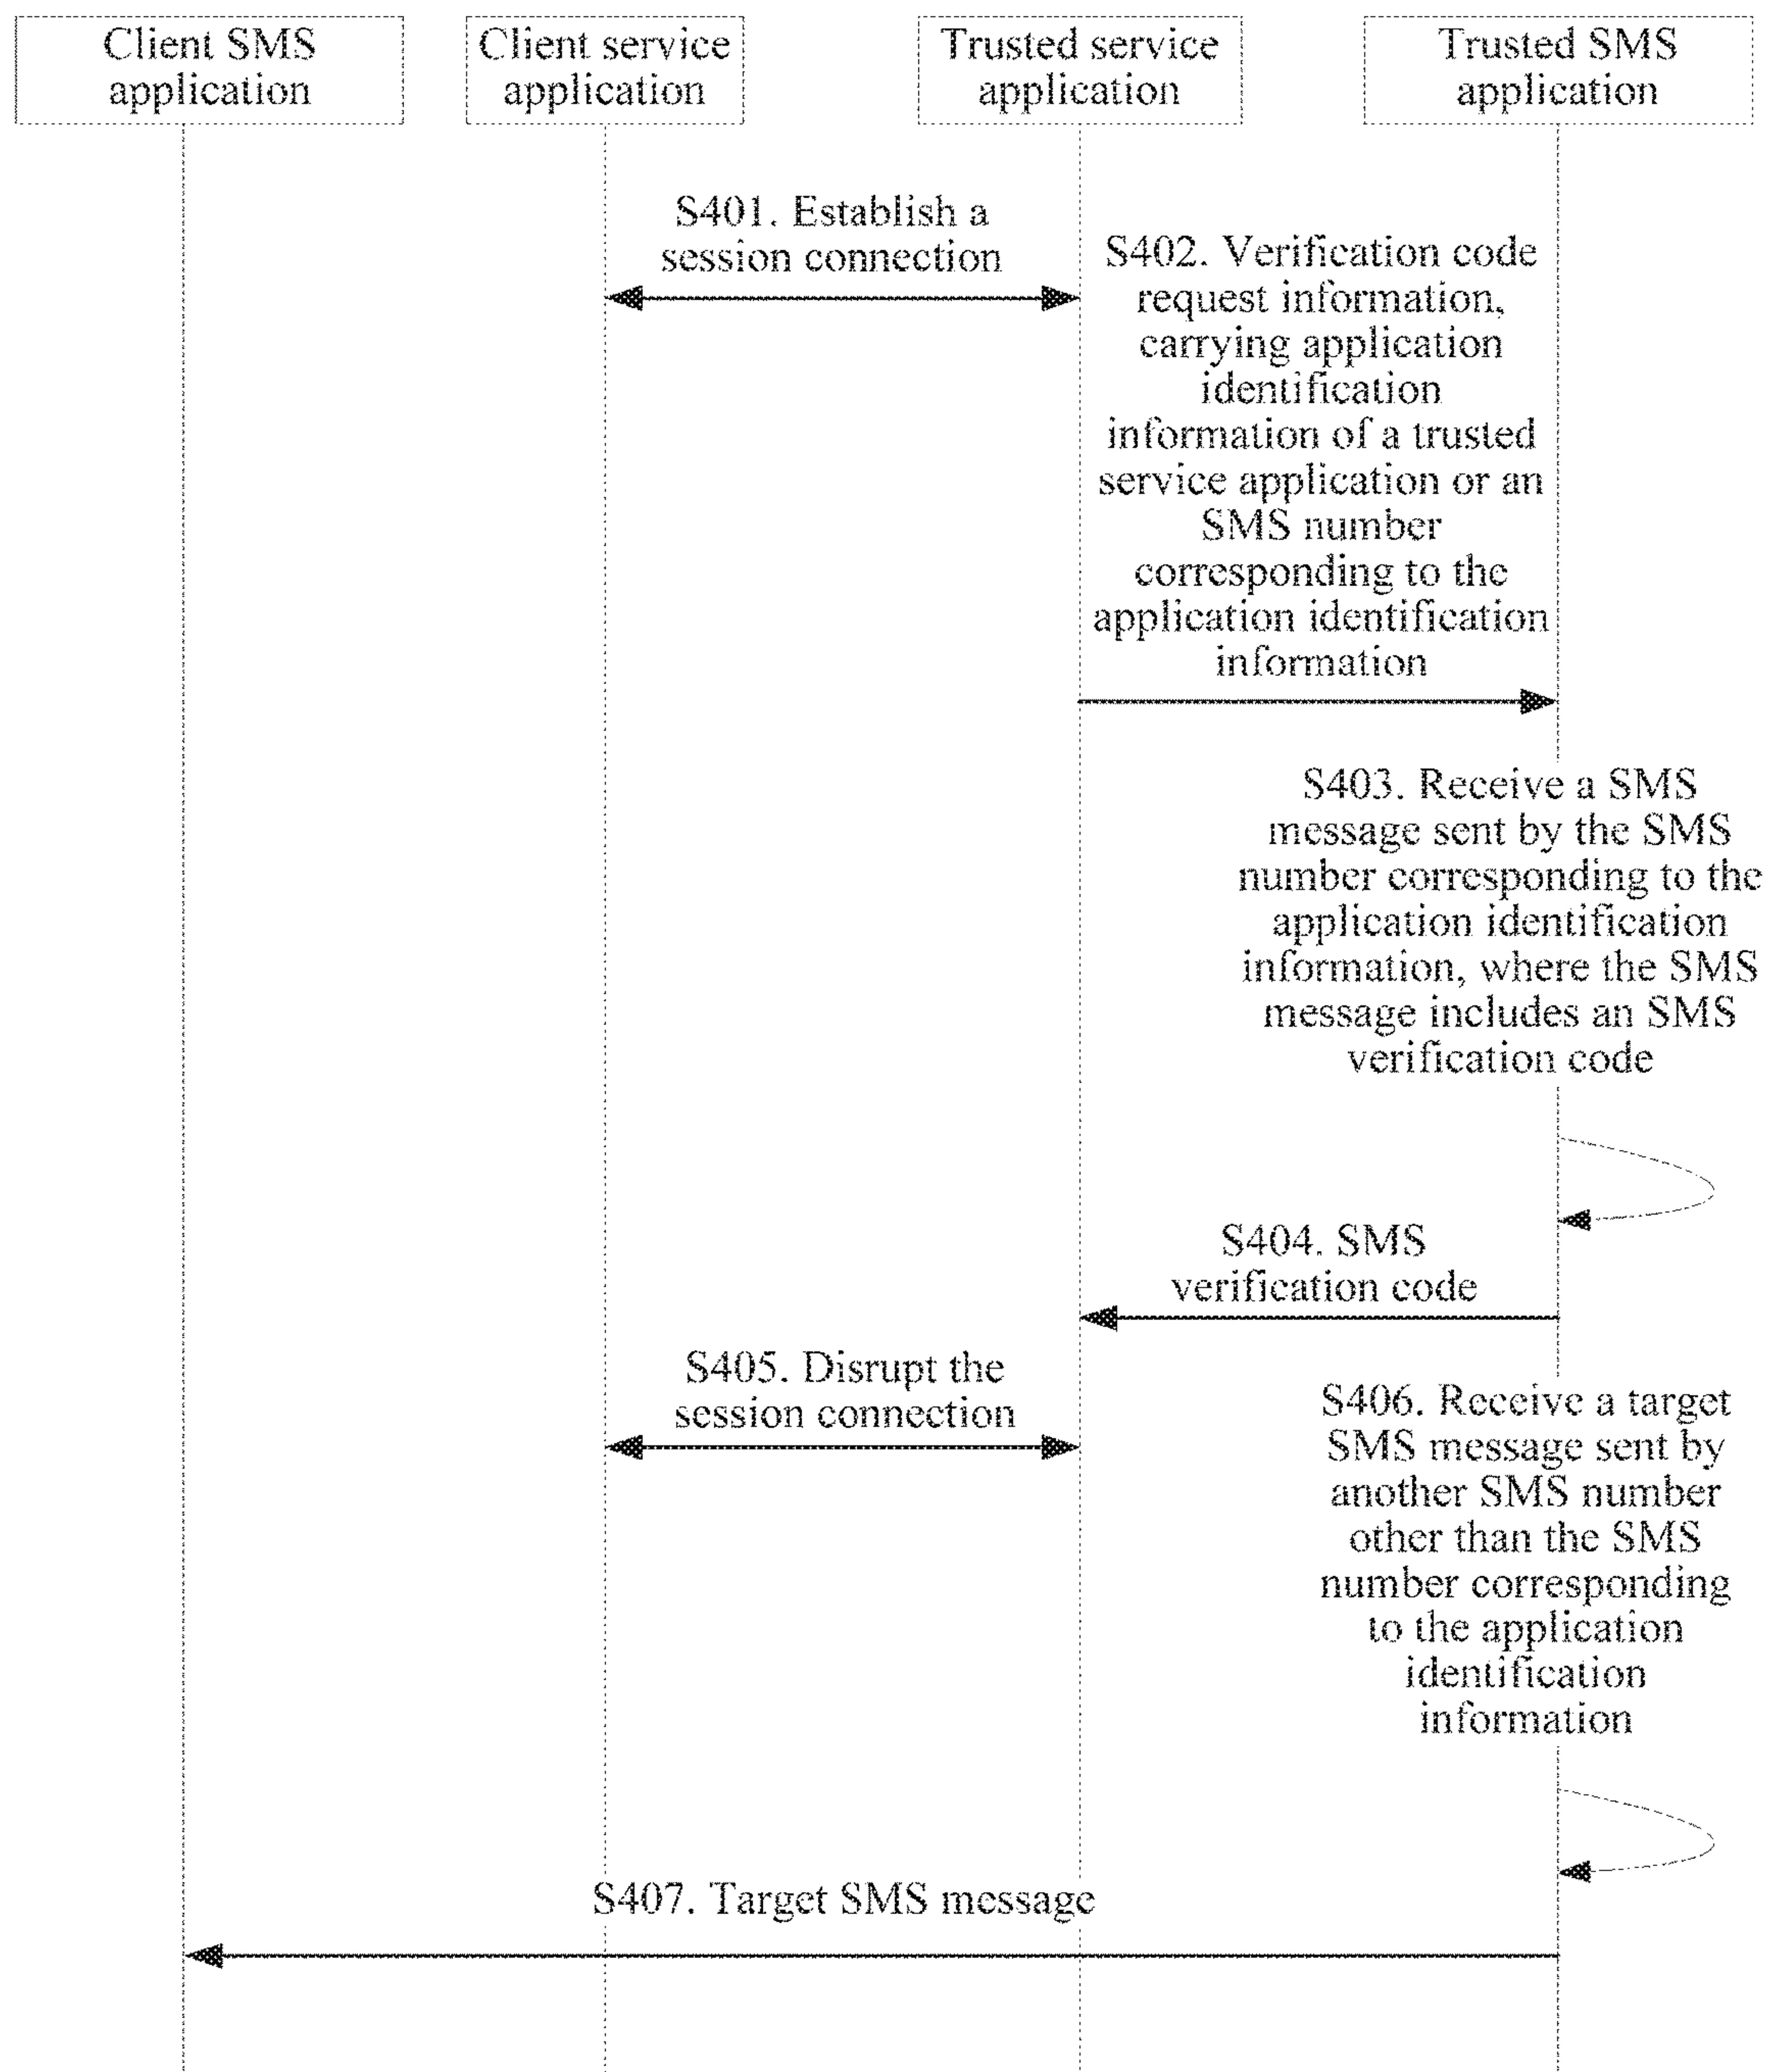 Client SMS
application
Client service
application
Trusted service
application
Trusted SMS
application
S401. Establish a
session connection
S402. Verification code
request information,
carrying application
identification
information of a trusted
service application or an
SMS number
corresponding to the
application identification
information
S403. Receive a SMS
message sent by the SMS
number corresponding to the
application identification
information, where the SMS
message includes an SMS
verification code
S404. SMS
verification code
S405. Disrupt the
session connection
S406. Receive a target
SMS message sent by
another SMS number
other than the SMS
number corresponding
to the application
identification
information
S407. Target SMS message